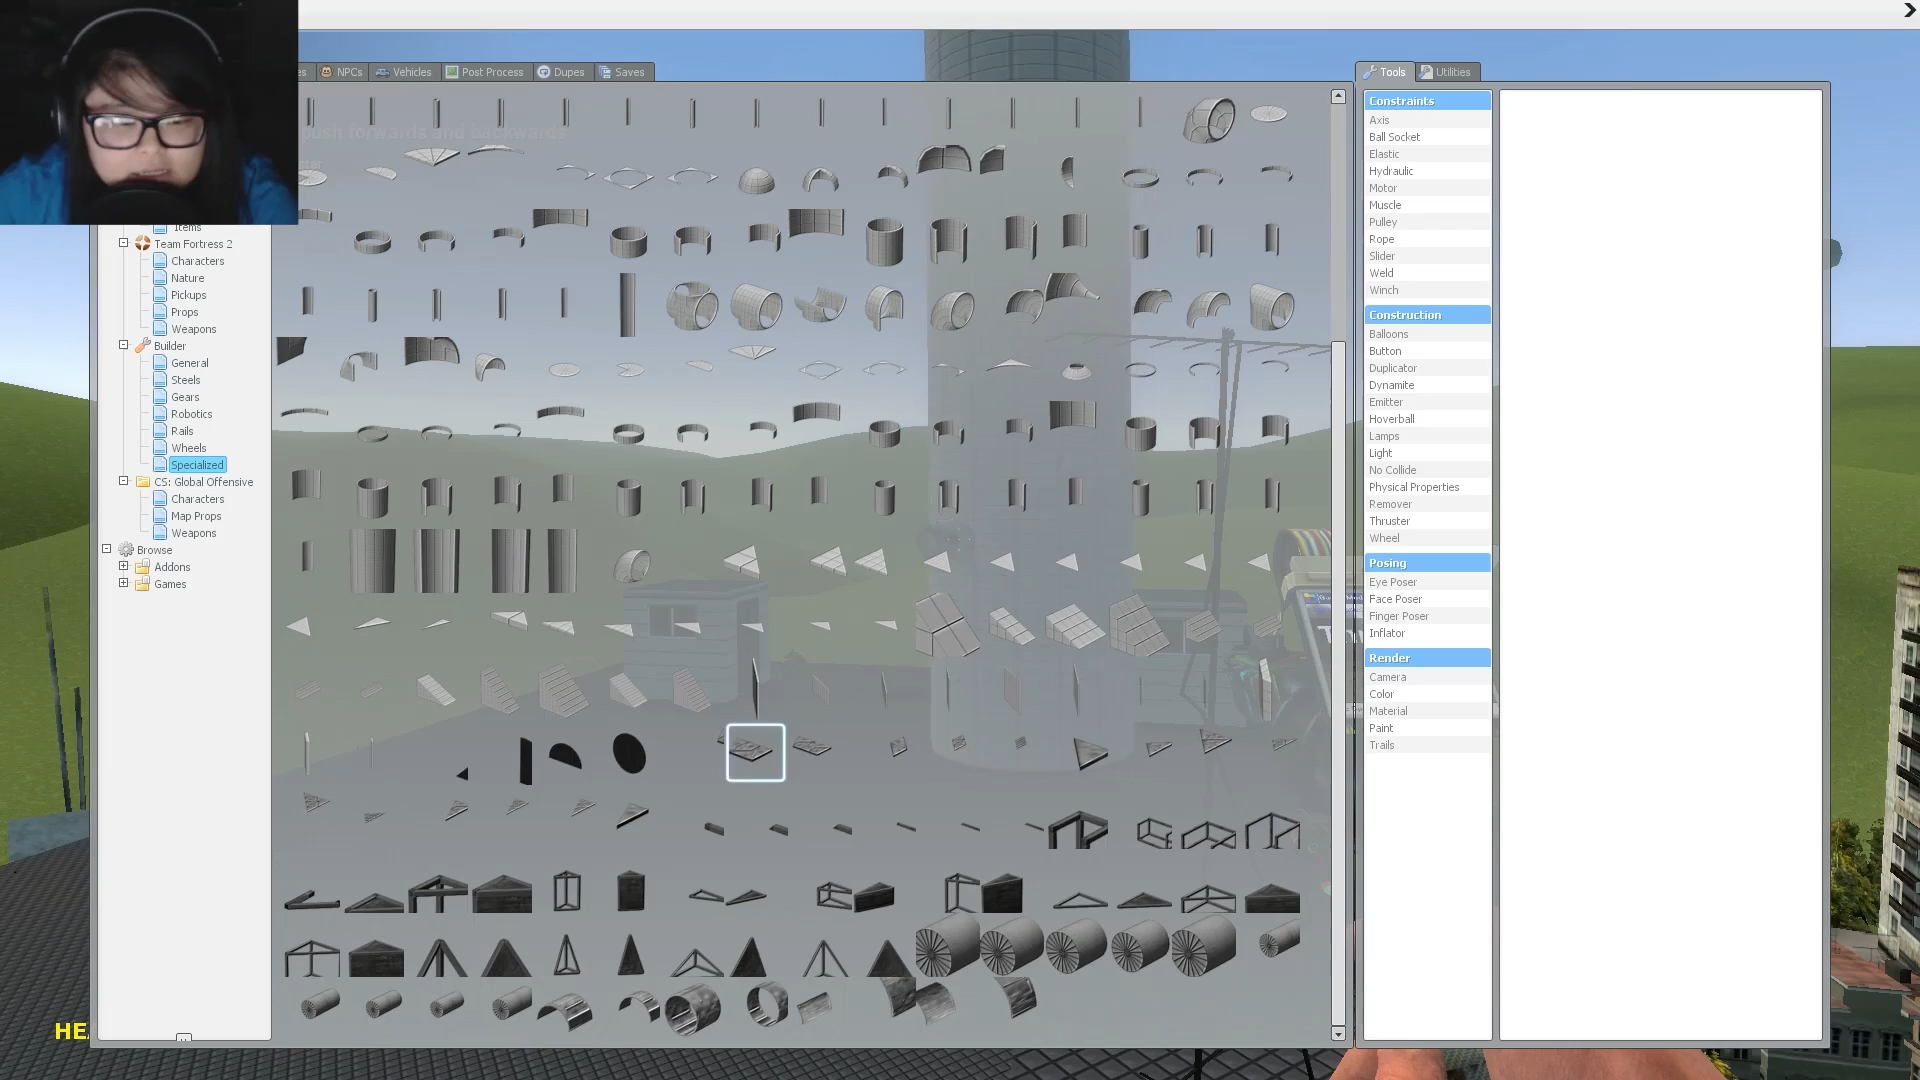 NPCs
Vehicles
Post Process
Dupes
Saves
Tools
Utilities
push forwards and backwards
Items
Team Fortress 2
Characters
Nature
Pickups
Props
Weapons
Builder
General
Steels
Gears
Robotics
Rails
Wheels
Specialized
CS: Global Offensive
Characters
Map Props
Weapons
Browse
Addons
Games
Constraints
Axis
Ball Socket
Elastic
Hydraulic
Motor
Muscle
Pulley
Rope
Slider
Weld
Winch
Construction
Balloons
Button
Duplicator
Dynamite
Emitter
Hoverball
Lamps
Light
No Collide
Physical Properties
Remover
Thruster
Wheel
Posing
Eye Poser
Face Poser
Finger Poser
Inflator
Render
Camera
Color
Material
Paint
Trails